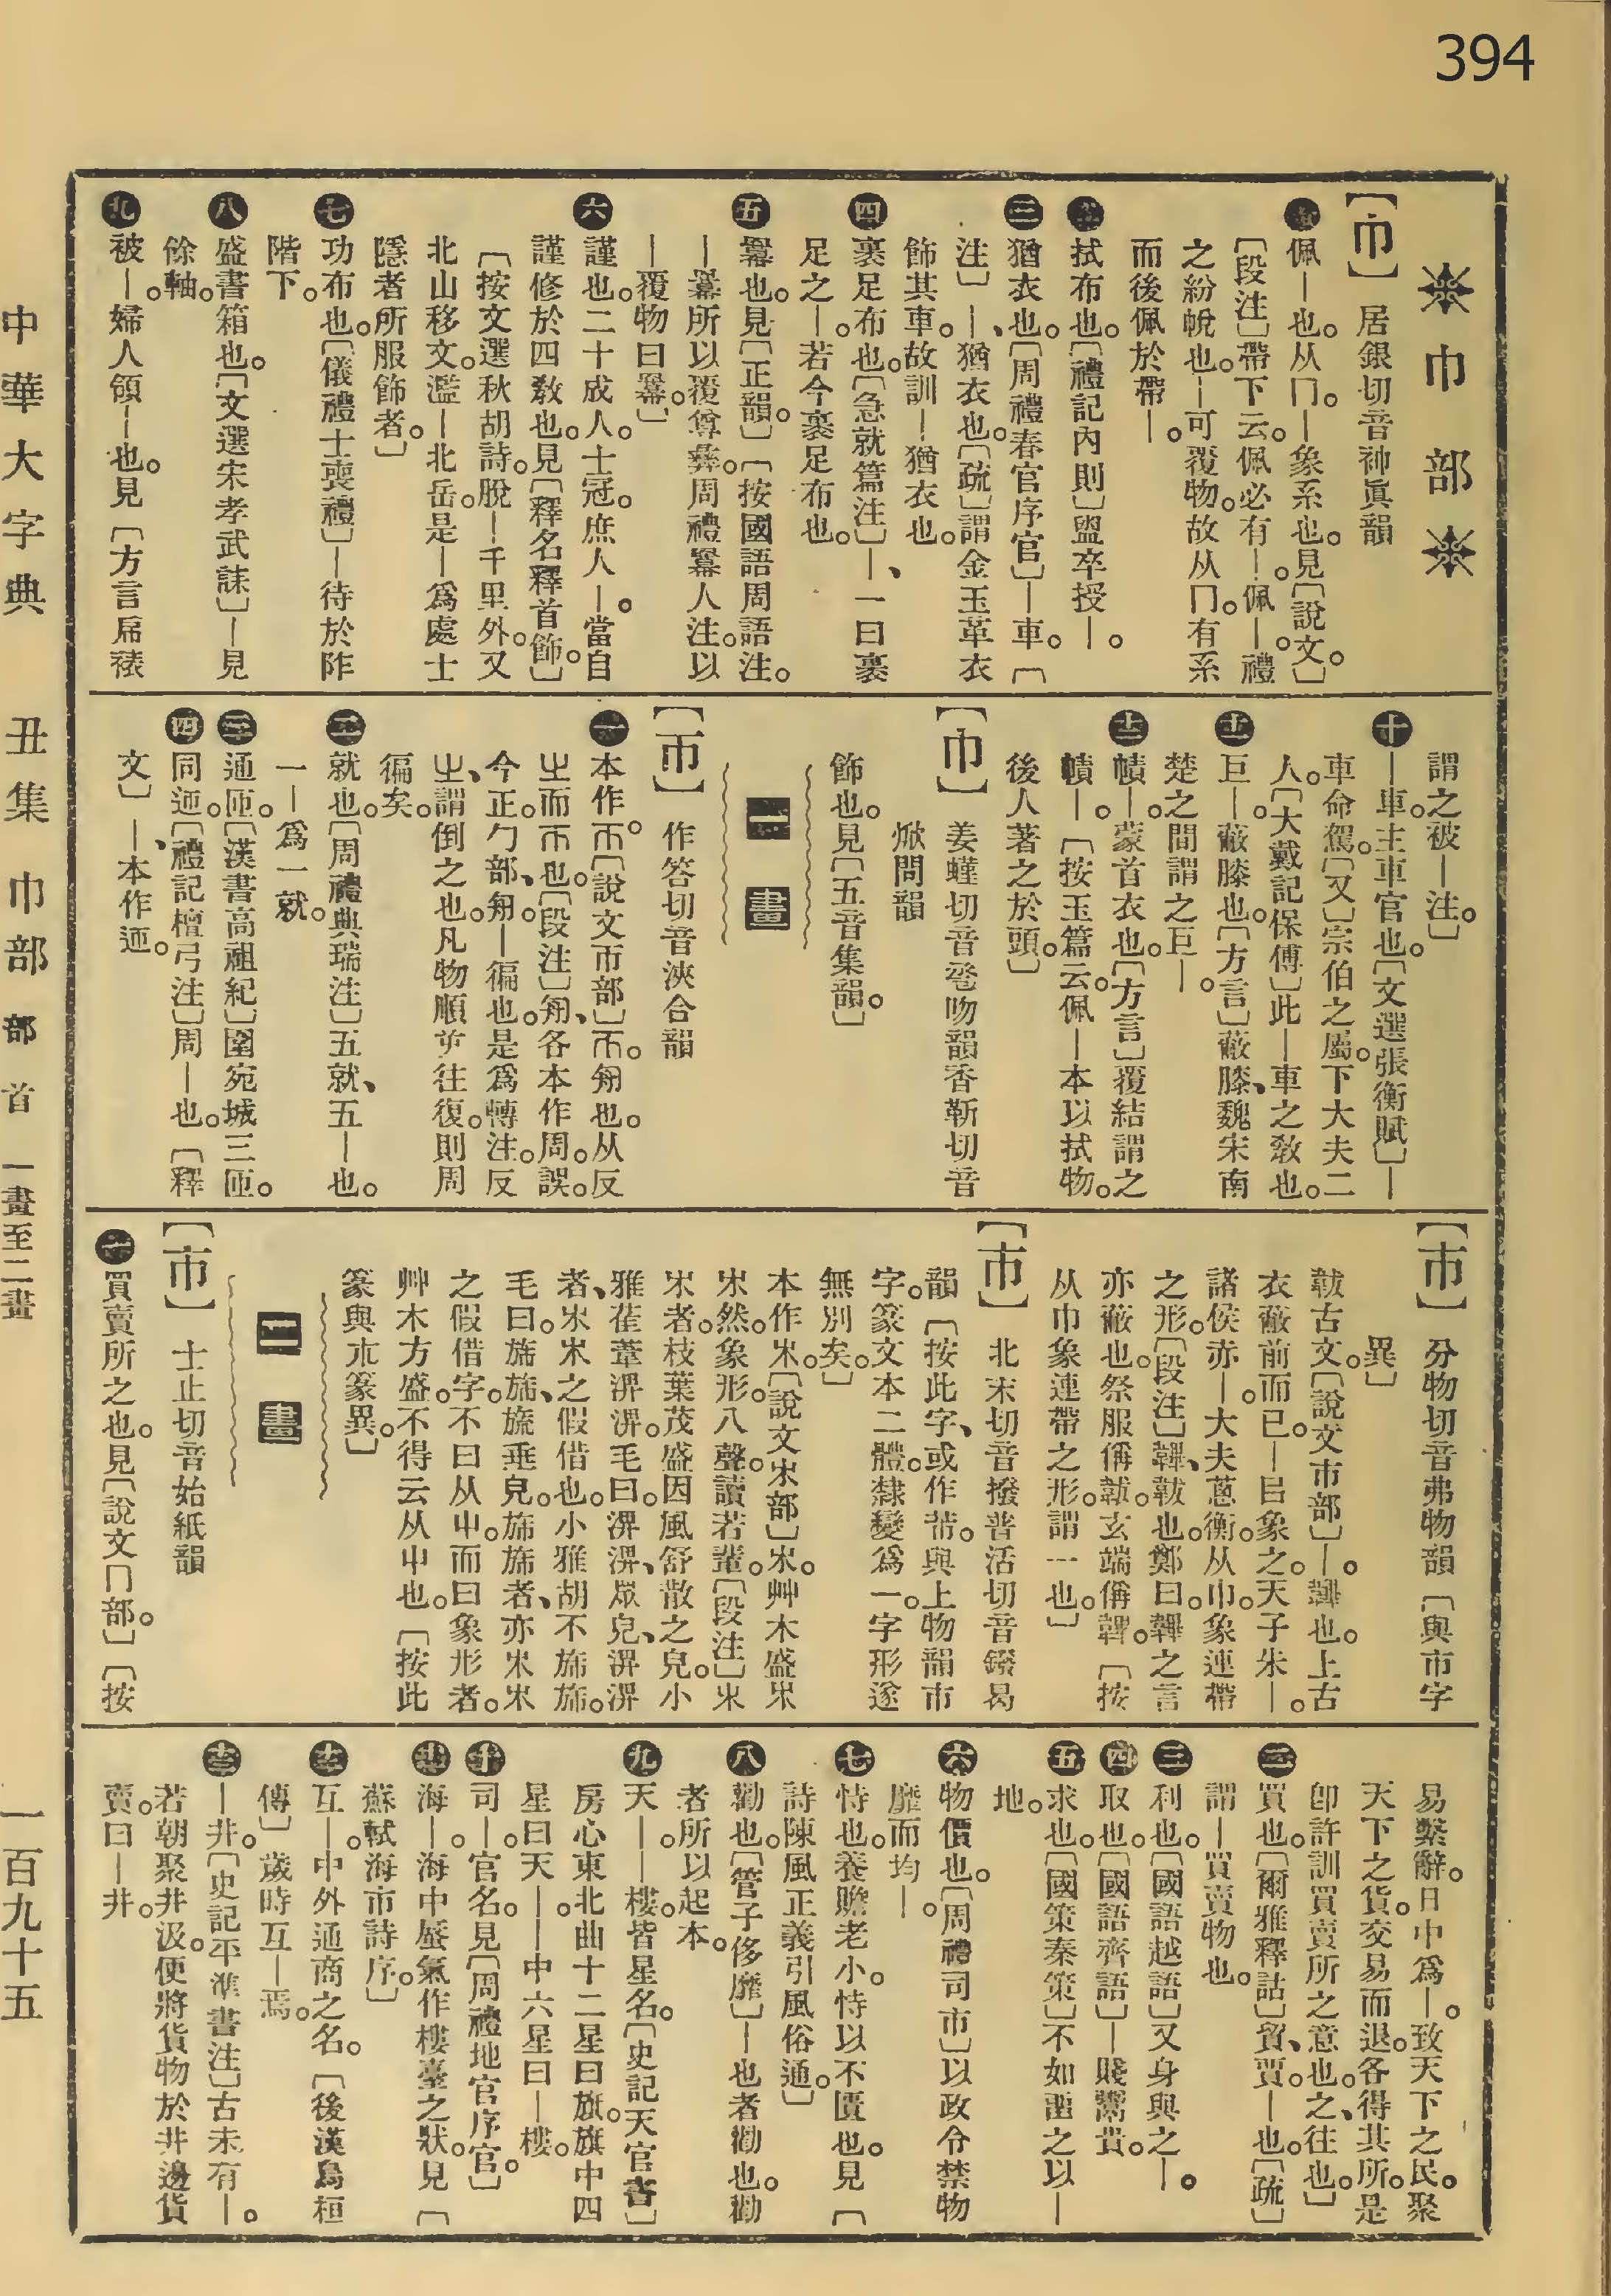 394
巾部
【巾】居銀切音神眞韻
佩｜也。从冂。｜象系也。見〔說文。〕
〔段注〕帶下云。佩必有｜。佩｜。禮
之紛帨也。｜可覆物。故从冂。有系
而後佩於帶｜。
拭布也。〔禮記內則〕盥卒授｜。
三 猶衣也。〔周禮春官序官〕｜車。〔
注〕｜、猶衣也。〔疏〕謂金玉革衣
飾其車。故訓｜猶衣也。
四 裹足布也。〔急就篇注〕｜、一曰裹
足之｜。若今裹足布也。
五 羃也。見〔正韻。〕〔按國語周語注。
｜羃所以覆尊彝。周禮羃人注。以
｜覆物曰羃。〕
六 謹也。二十成人。士冠。庶人｜。當自
謹修於四敎也。見〔釋名釋首飾。〕
〔按文選秋胡詩。脫｜千里外。又
北山移文。濫｜北岳。是｜爲處士
隱者所服飾者。〕
七 功布也。〔儀禮士喪禮〕｜待於阼
階下。
八 盛書箱也。〔文選宋孝武誄〕｜見
餘軸。
九 被｜。婦人領｜也。見〔方言扉裱
謂之被｜注。〕
十 ｜車。主車官也。〔文選張衡賦〕｜
車命駕。〔又〕宗伯之屬。下大夫二
人。〔大戴記保傅〕此｜車之敎也。
十一 巨｜。蔽膝也。〔方言〕蔽膝、魏宋南
楚之間謂之巨｜。
十二 幘｜。蒙首衣也。〔方言〕覆結謂之
幘｜。〔按玉篇云。佩｜本以拭物。
後人著之於頭。〕
姜螼切音卺吻韻香靳切音
焮問韻
飾也。見〔五音集韻。〕
一畫
【帀】作答切音浹合韻
一 本作帀。〔說文帀部〕帀。匊也。从反
㞢而帀也。〔段注〕匊、各本作周。誤。
今正。勹部、匊｜徧也。是爲轉注。反
㞢、謂倒之也。凡物順屰往復。則周
徧矣。
二 就也。〔周禮典瑞注〕五就、五｜也。
一｜爲一就。
三 通匝。〔漢書高祖紀〕圍宛城三匝。
四 同迊。〔禮記檀弓注〕周｜也。〔釋
文〕｜、本作迊。
【巿】分物切音弗物韻〔與市字
異〕
韍古文。〔說文巿部〕｜。韠也。上古
衣蔽前而已。｜㠯象之。天子朱｜。
諸侯赤｜。大夫蔥衡。从巾。象連帶
之形。〔段注〕韠、韍也。鄭曰。韠之言
亦蔽也。祭服偁韍。玄端偁韠。〔按
从巾象連帶之形。謂一也。〕
【巿】北末切音撥普活切音鏺曷
韻〔按此字、或作芾。與上物韻巿
字。篆文本二體。隸變爲一。字形遂
無別矣。〕
本作𣎵。〔說文𣎵部〕𣎵。艸木盛𣎵
𣎵然。象形。八聲。讀若輩。〔段注〕𣎵
𣎵者。枝葉茂盛因風舒散之皃。小
雅萑葦淠淠。毛曰。淠淠、眾皃、淠淠
者、𣎵𣎵之假借也。小雅胡不旆旆。
毛曰。旆旆、旒垂皃。旆旆者、亦𣎵𣎵
之假借字。不曰从屮。而曰象形者。
艸木方盛。不得云从屮也。〔按此
篆與朩篆異。〕
二畫
【市】士止切音始紙韻
一 買賣所之也。見〔說文冂部。〕〔按
易繫辭。日中爲｜。致天下之民。聚
天下之貨。交易而退。各得其所。是
卽許訓買賣所之意也。之、往也。〕
二 買也。〔爾雅釋詁〕貿、賈。｜也。〔疏〕
謂｜買賣物也。
三 利也。〔國語越語〕又身與之｜。
四 取也。〔國語齊語〕｜賤鬻貴。
五 求也。〔國策秦策〕不如因之以｜
地。
六 物價也。〔周禮司市〕以政令禁物
靡而均｜。
七 恃也。養贍老小。恃以不匱也。見〔
詩陳風正義引風俗通。〕
八 勸也。〔管子侈靡〕｜也者勸也。勸
者所以起本。
九 天｜。｜樓。皆星名。〔史記天官書〕
房心東北曲十二星曰旗。旗中四
星曰天｜。｜中六星曰｜樓。
十 司｜。官名。見〔周禮地官序官。〕
十一 海｜。海中蜃氣作樓臺之狀。見〔
蘇軾海市詩序。〕
十二 互｜。中外通商之名。〔後漢烏桓
傳〕歲時互｜焉。
十三 ｜井。〔史記平準書注〕古未有｜。
若朝聚井汲。便將貨物於井邊貨
賣。曰｜井。
中華大字典 丑集 巾部 部首 一畫至二畫 一百九十五